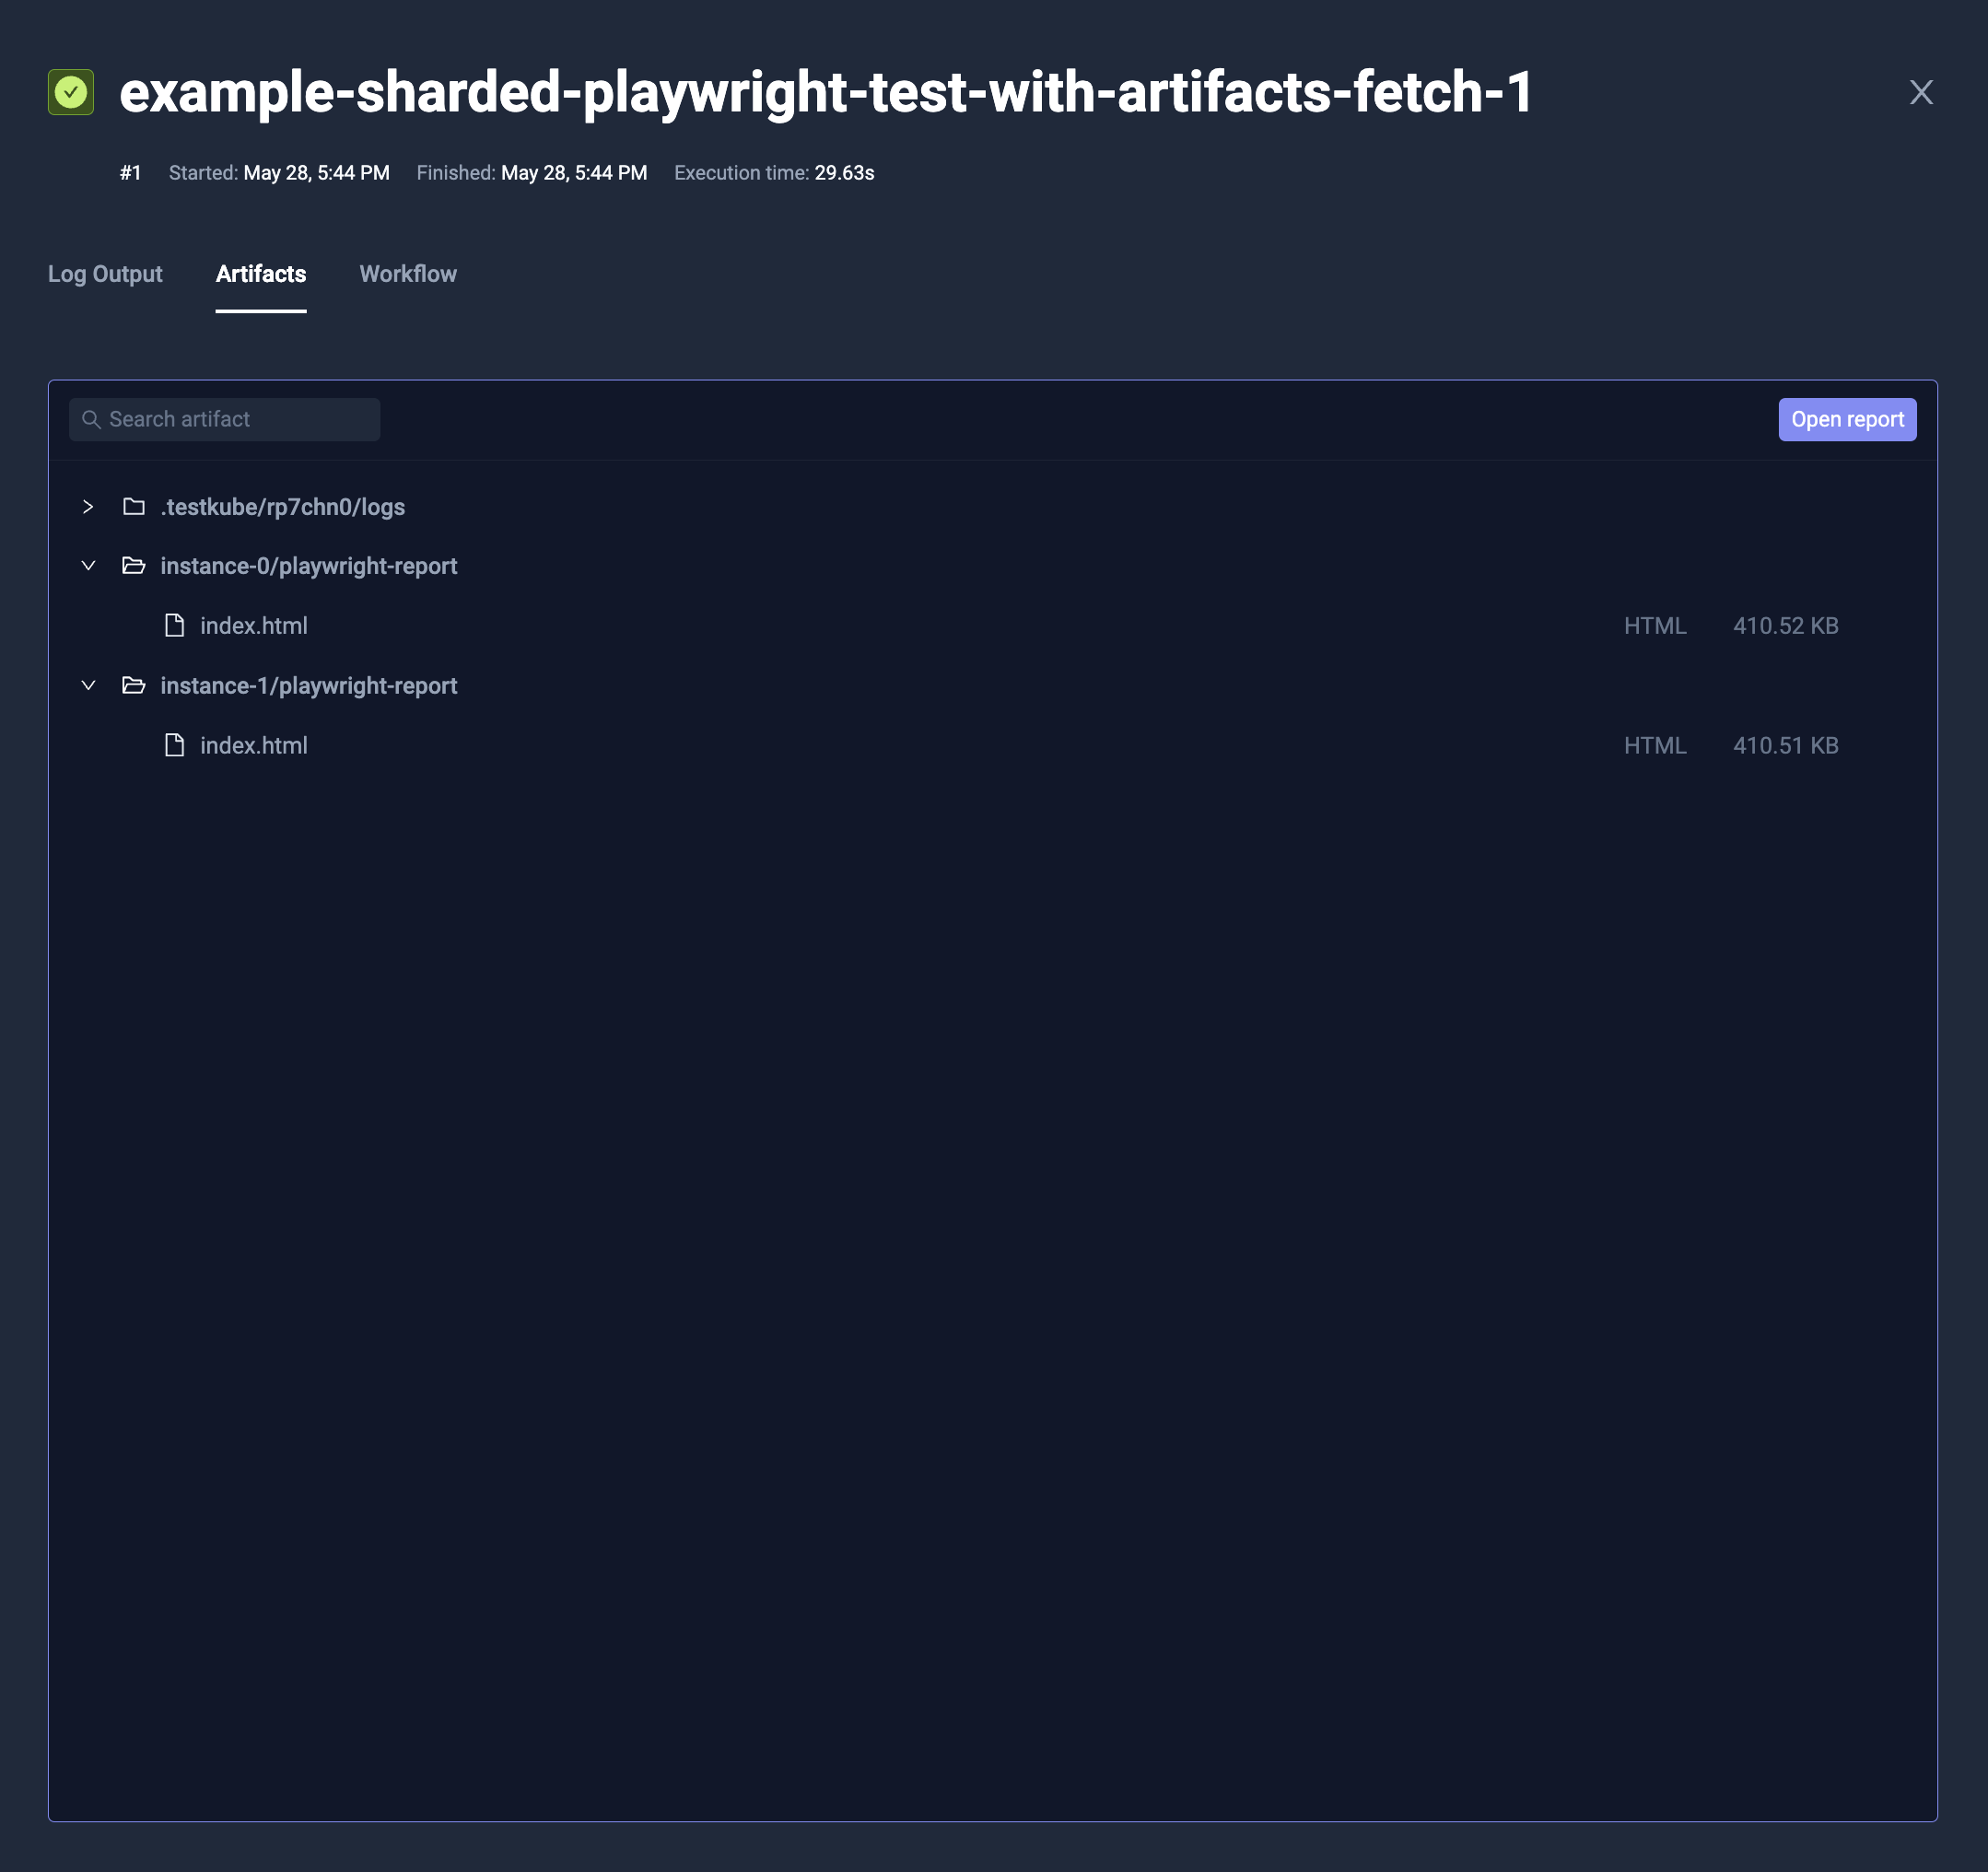 example-sharded-playwright-test-with-artifacts-fetch-1
#1 Started: May 28, 5:44 PM Finished: May 28, 5:44 PM Execution time: 29.63s
Log Output Artifacts Workflow
Search artifact Open report
.testkube/rp7chn0/logs
instance-0/playwright-report
index.html HTML 410.52 KB
instance-1/playwright-report
index.html HTML 410.51 KB